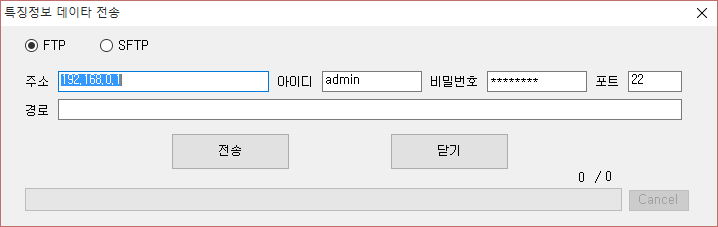 특징정보 데이타 전송
FTP SFTP
주소 192,168,0,1 아이디 admin 비밀번호 ******** 포트 22
경로
전송 닫기
0 / 0
Cancel